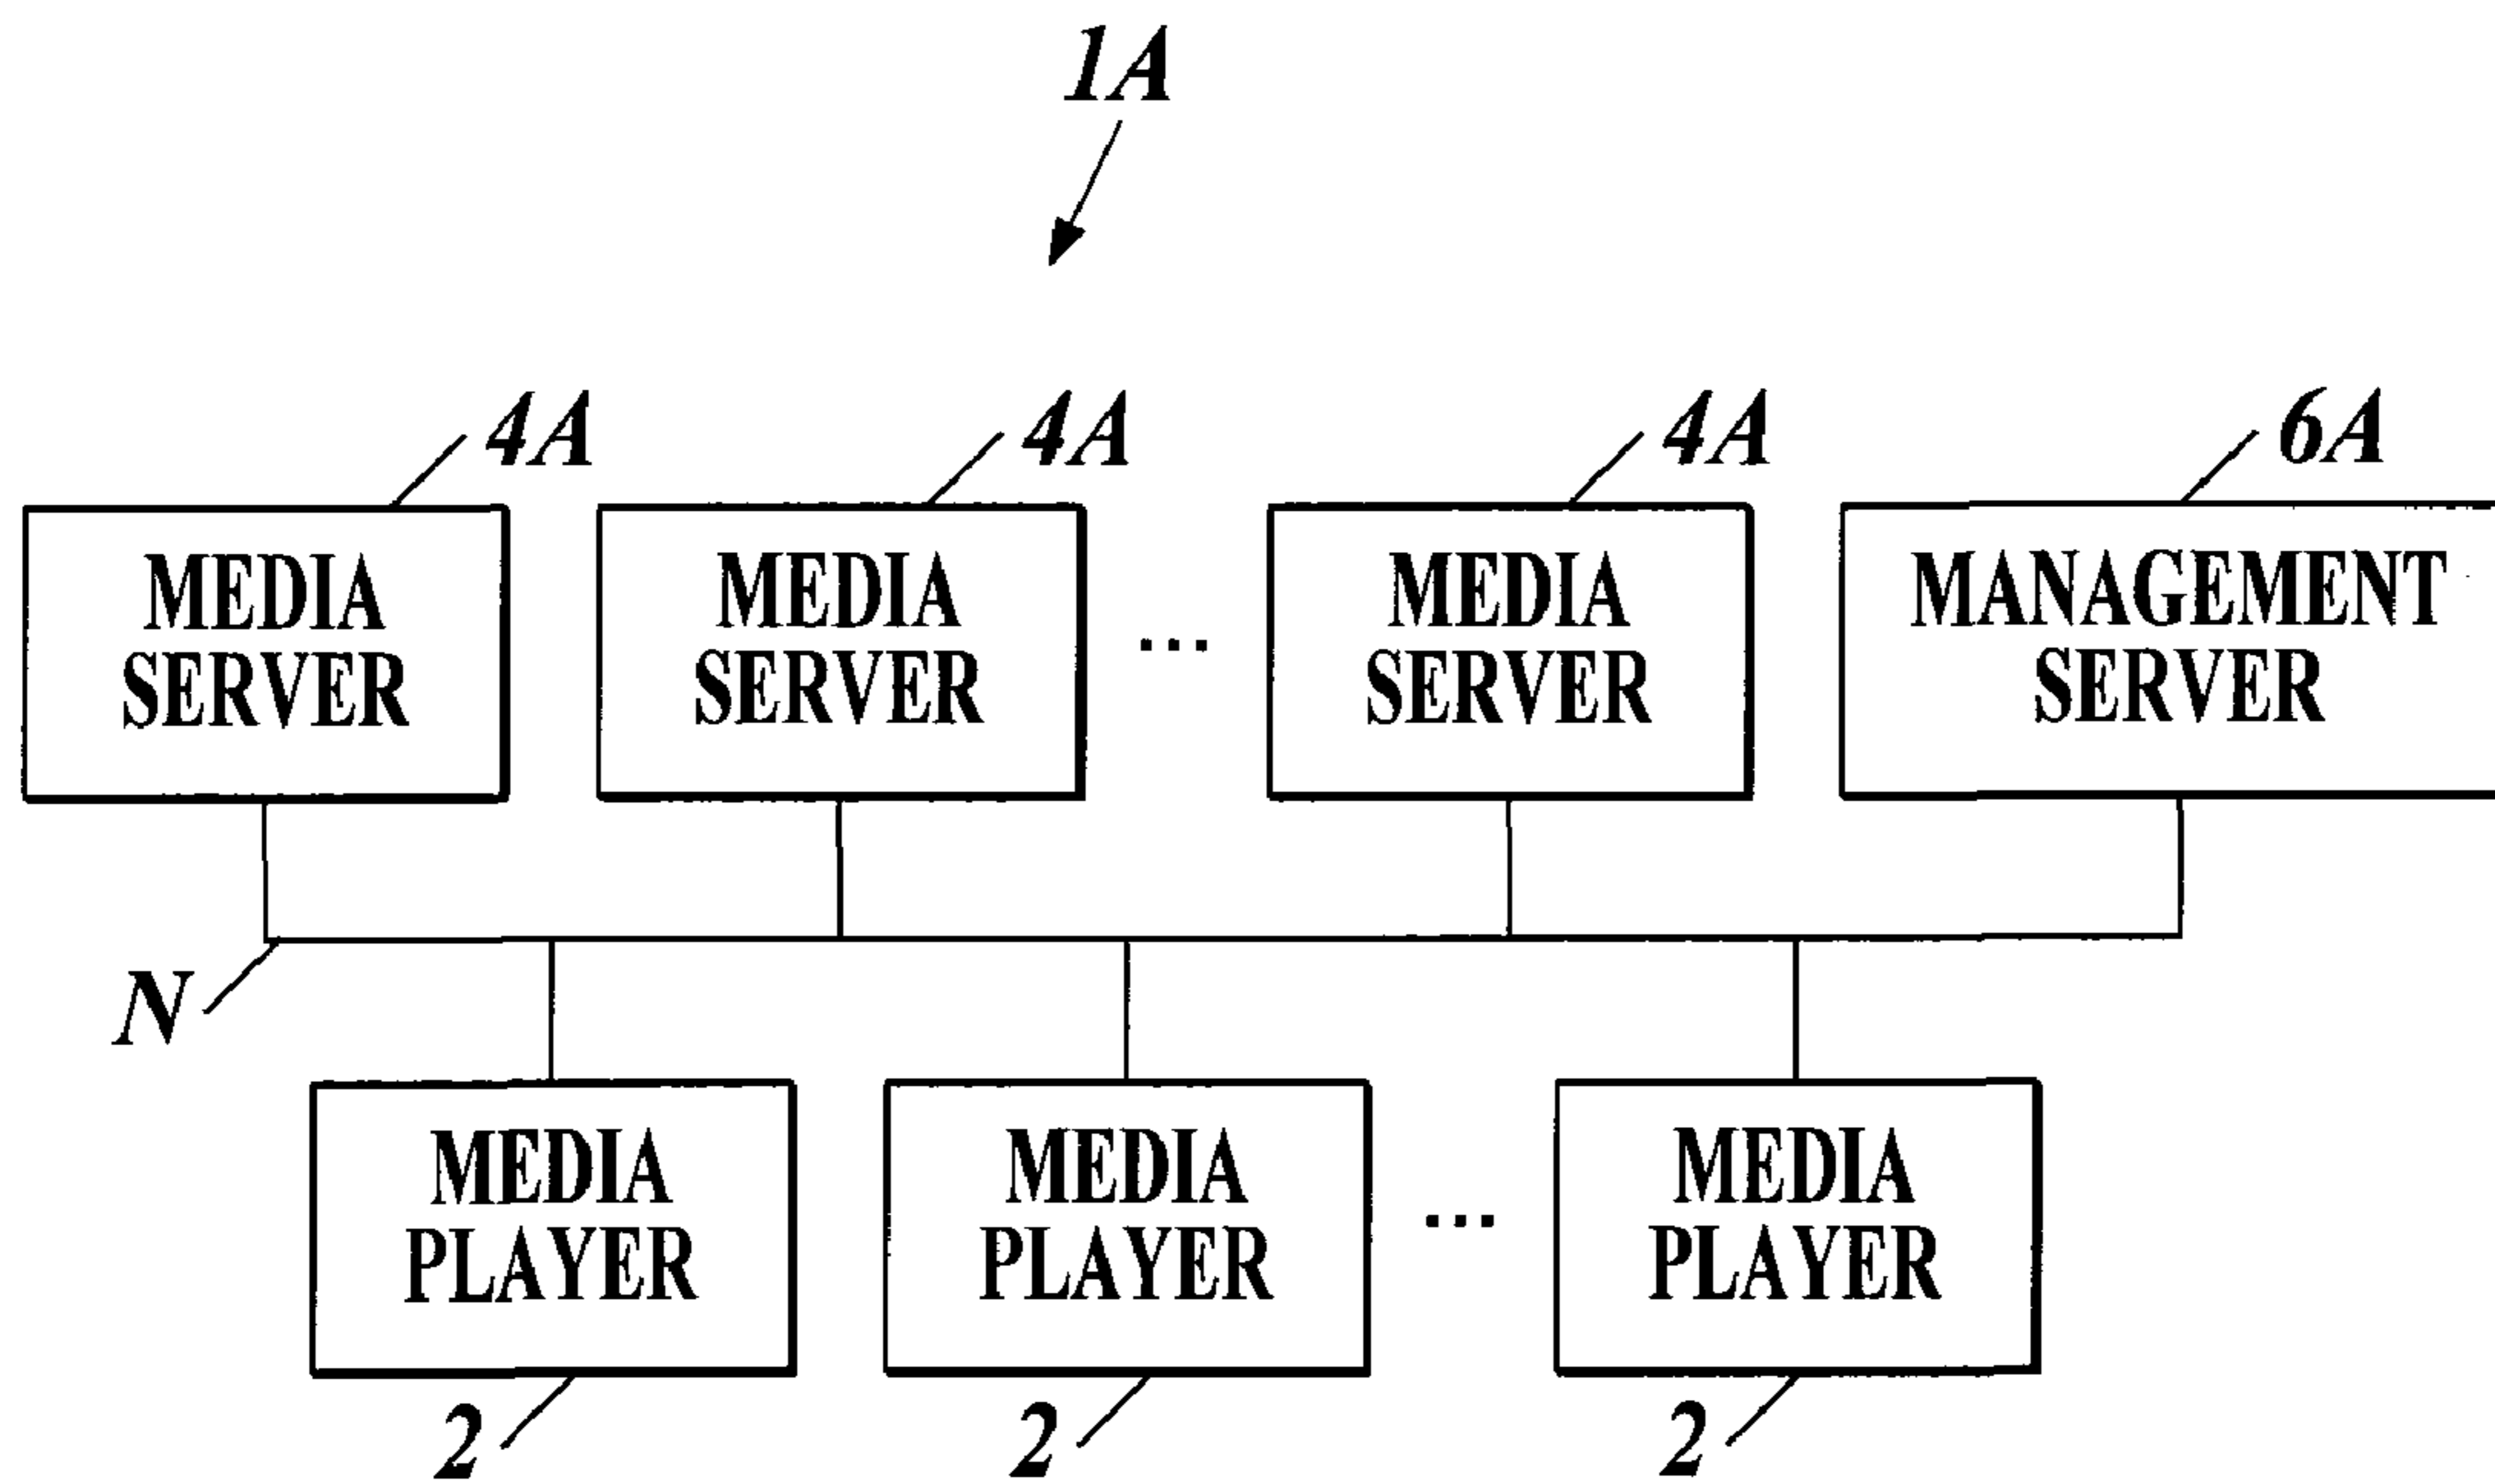 1A
4A
4A
4A
6A
MEDIA
SERVER
MEDIA
SERVER
...
MEDIA
SERVER
MANAGEMENT
SERVER
N
MEDIA
PLAYER
MEDIA
PLAYER
...
MEDIA
PLAYER
2
2
2